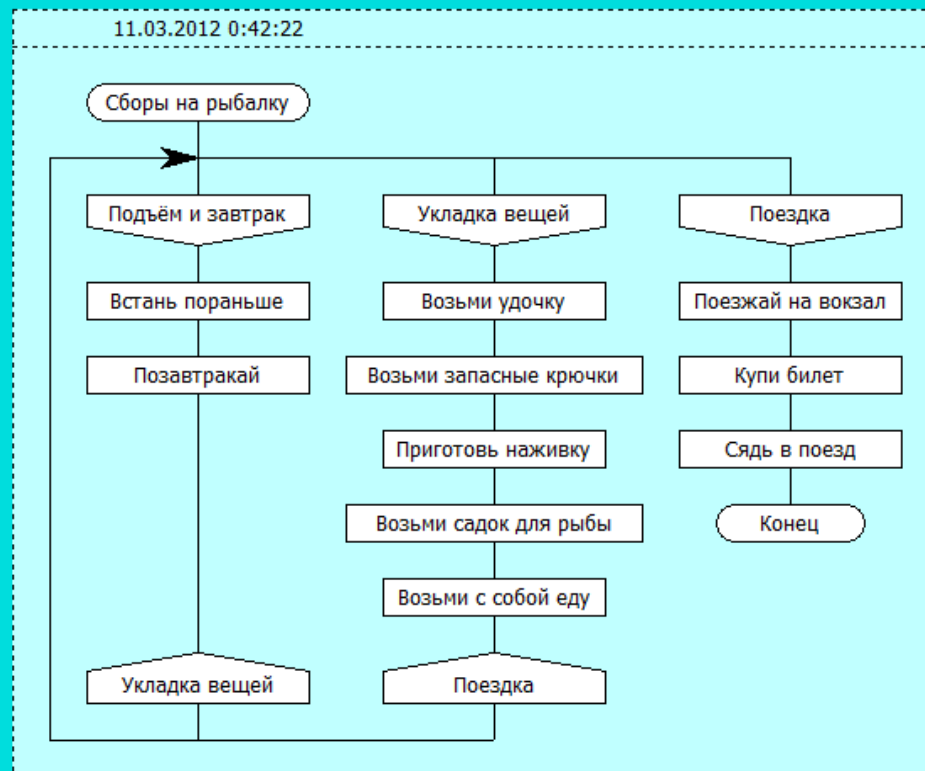 11.03.2012 0:42:22
Сборы на рыбалку
Подъём и завтрак
Встань пораньше
Позавтракай
Укладка вещей
Укладка вещей
Возьми удочку
Возьми запасные крючки
Приготовь наживку
Возьми садок для рыбы
Возьми с собой еду
Поездка
Поездка
Поезжай на вокзал
Купи билет
Сядь в поезд
Конец